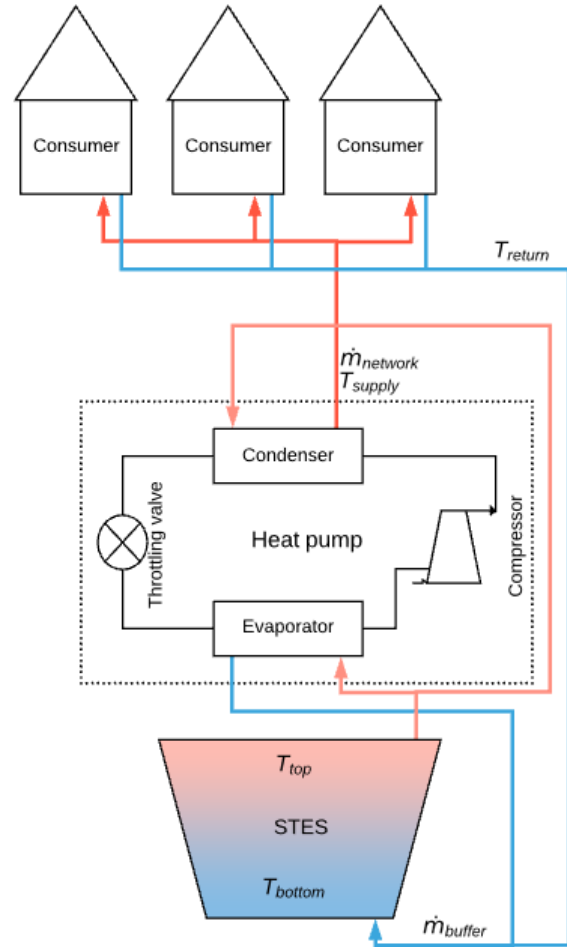 Consumer Consumer Consumer
T_return
ṁ_network
T_supply
Condenser
Throttling valve
Heat pump
Compressor
Evaporator
T_top
STES
T_bottom
ṁ_buffer